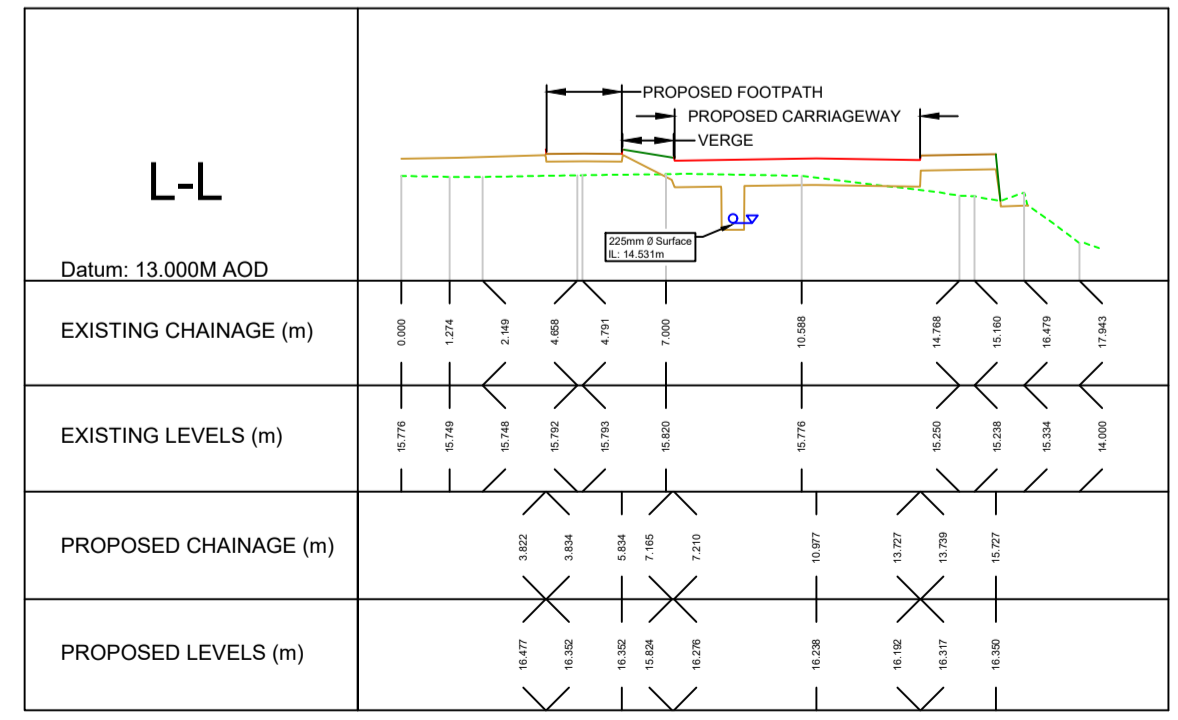 PROPOSED FOOTPATH
PROPOSED CARRIAGEWAY
VERGE
L-L
225mm Ø Surface
IL: 14.531m
Datum: 13.000M AOD
EXISTING CHAINAGE (m) 0.000 1.274 2.149 4.658 4.791 7.000 10.588 14.768 15.160 16.479 17.943
EXISTING LEVELS (m) 15.776 15.749 15.748 15.792 15.793 15.820 15.776 15.250 15.238 15.334 14.000
PROPOSED CHAINAGE (m) 3.822 3.834 5.834 7.165 7.210 10.977 13.727 13.739 15.727
PROPOSED LEVELS (m) 16.477 16.352 16.352 15.824 16.276 16.238 16.192 16.317 16.350